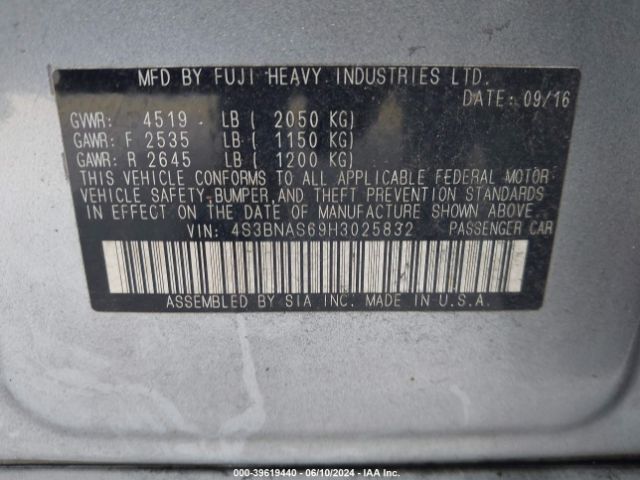 MFD BY FUJI HEAVY INDUSTRIES LTD.
DATE: 09/16
GVWR: 4519 LB ( 2050 KG)
GAWR: F 2535 LB ( 1150 KG)
GAWR: R 2645 LB ( 1200 KG)
THIS VEHICLE CONFORMS TO ALL APPLICABLE FEDERAL MOTOR
VEHICLE SAFETY,BUMPER,AND THEFT PREVENTION STANDARDS
IN EFFECT ON THE DATE OF MANUFACTURE SHOWN ABOVE.
VIN: 4S3BNAS69H3025832 PASSENGER CAR
ASSEMBLED BY SIA INC. MADE IN U.S.A.
000-39619440 - 06/10/2024 - IAA Inc.